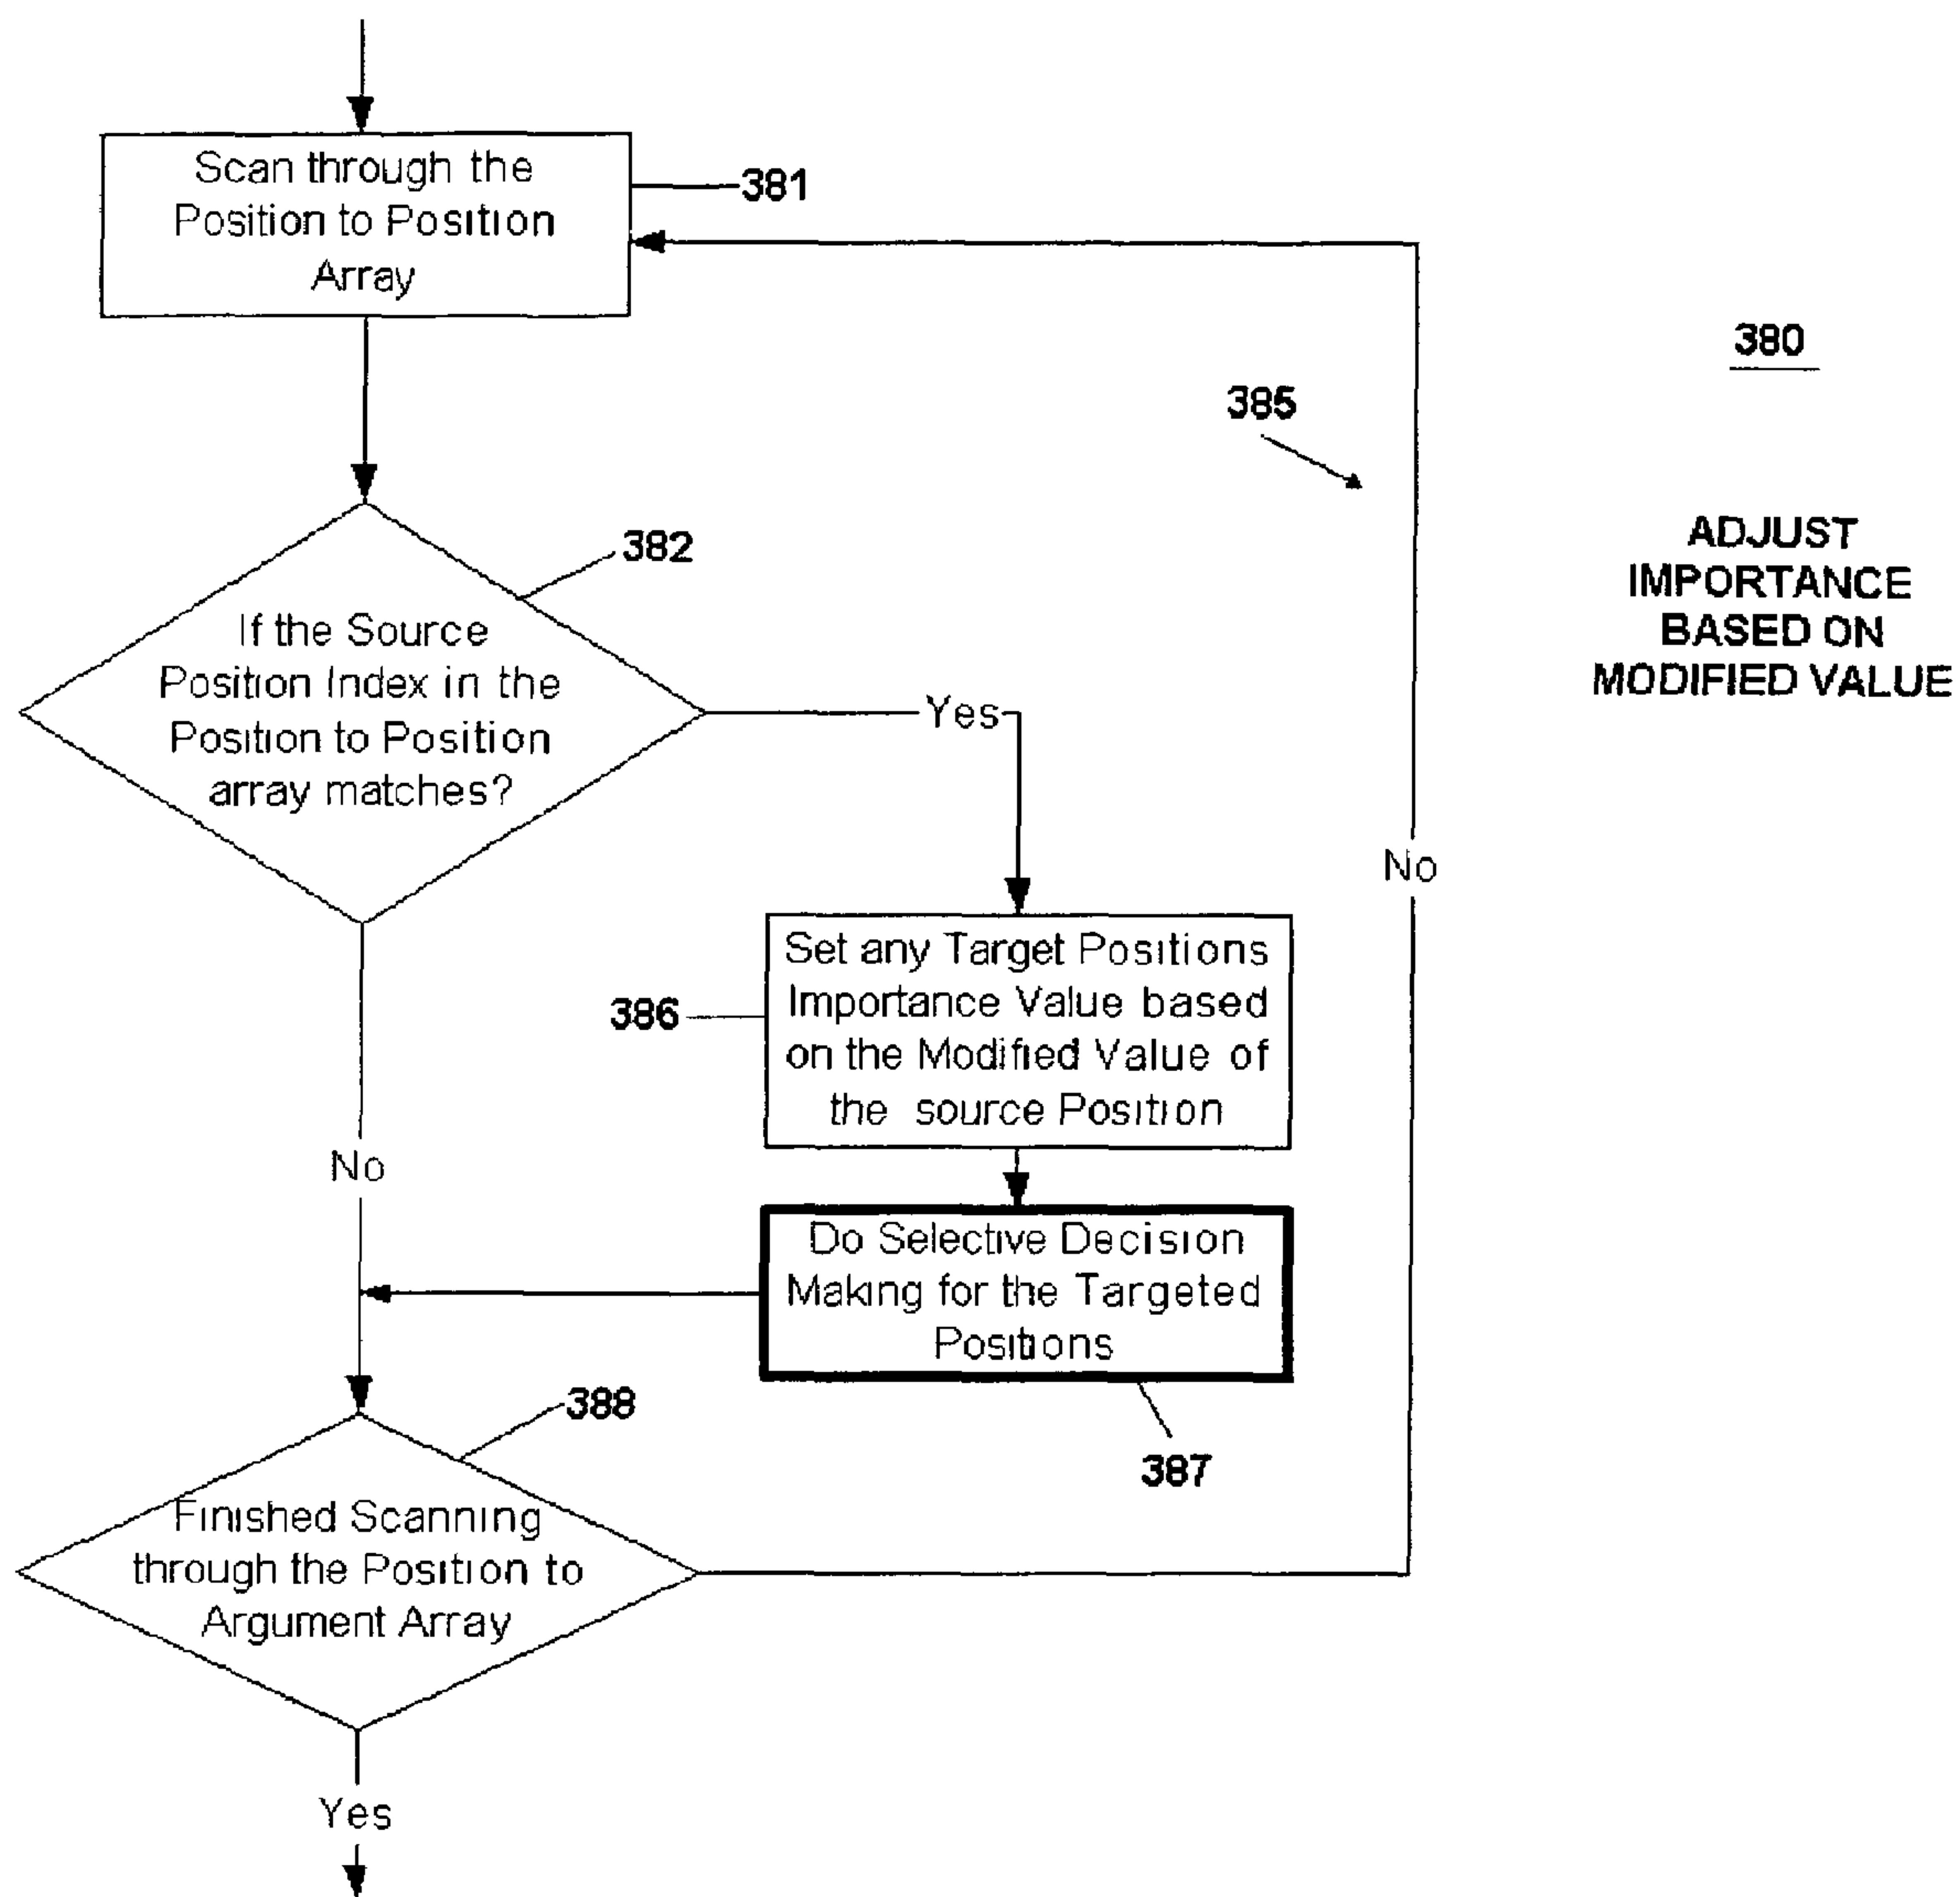 Scan through the
Position to Position
Array
381
380
385
ADJUST
IMPORTANCE
BASED ON
MODIFIED VALUE
382
If the Source
Position Index in the
Position to Position
array matches?
Yes
No
Set any Target Positions
Importance Value based
on the Modified Value of
the source Position
386
No
Do Selective Decision
Making for the Targeted
Positions
387
388
Finished Scanning
through the Position to
Argument Array
Yes